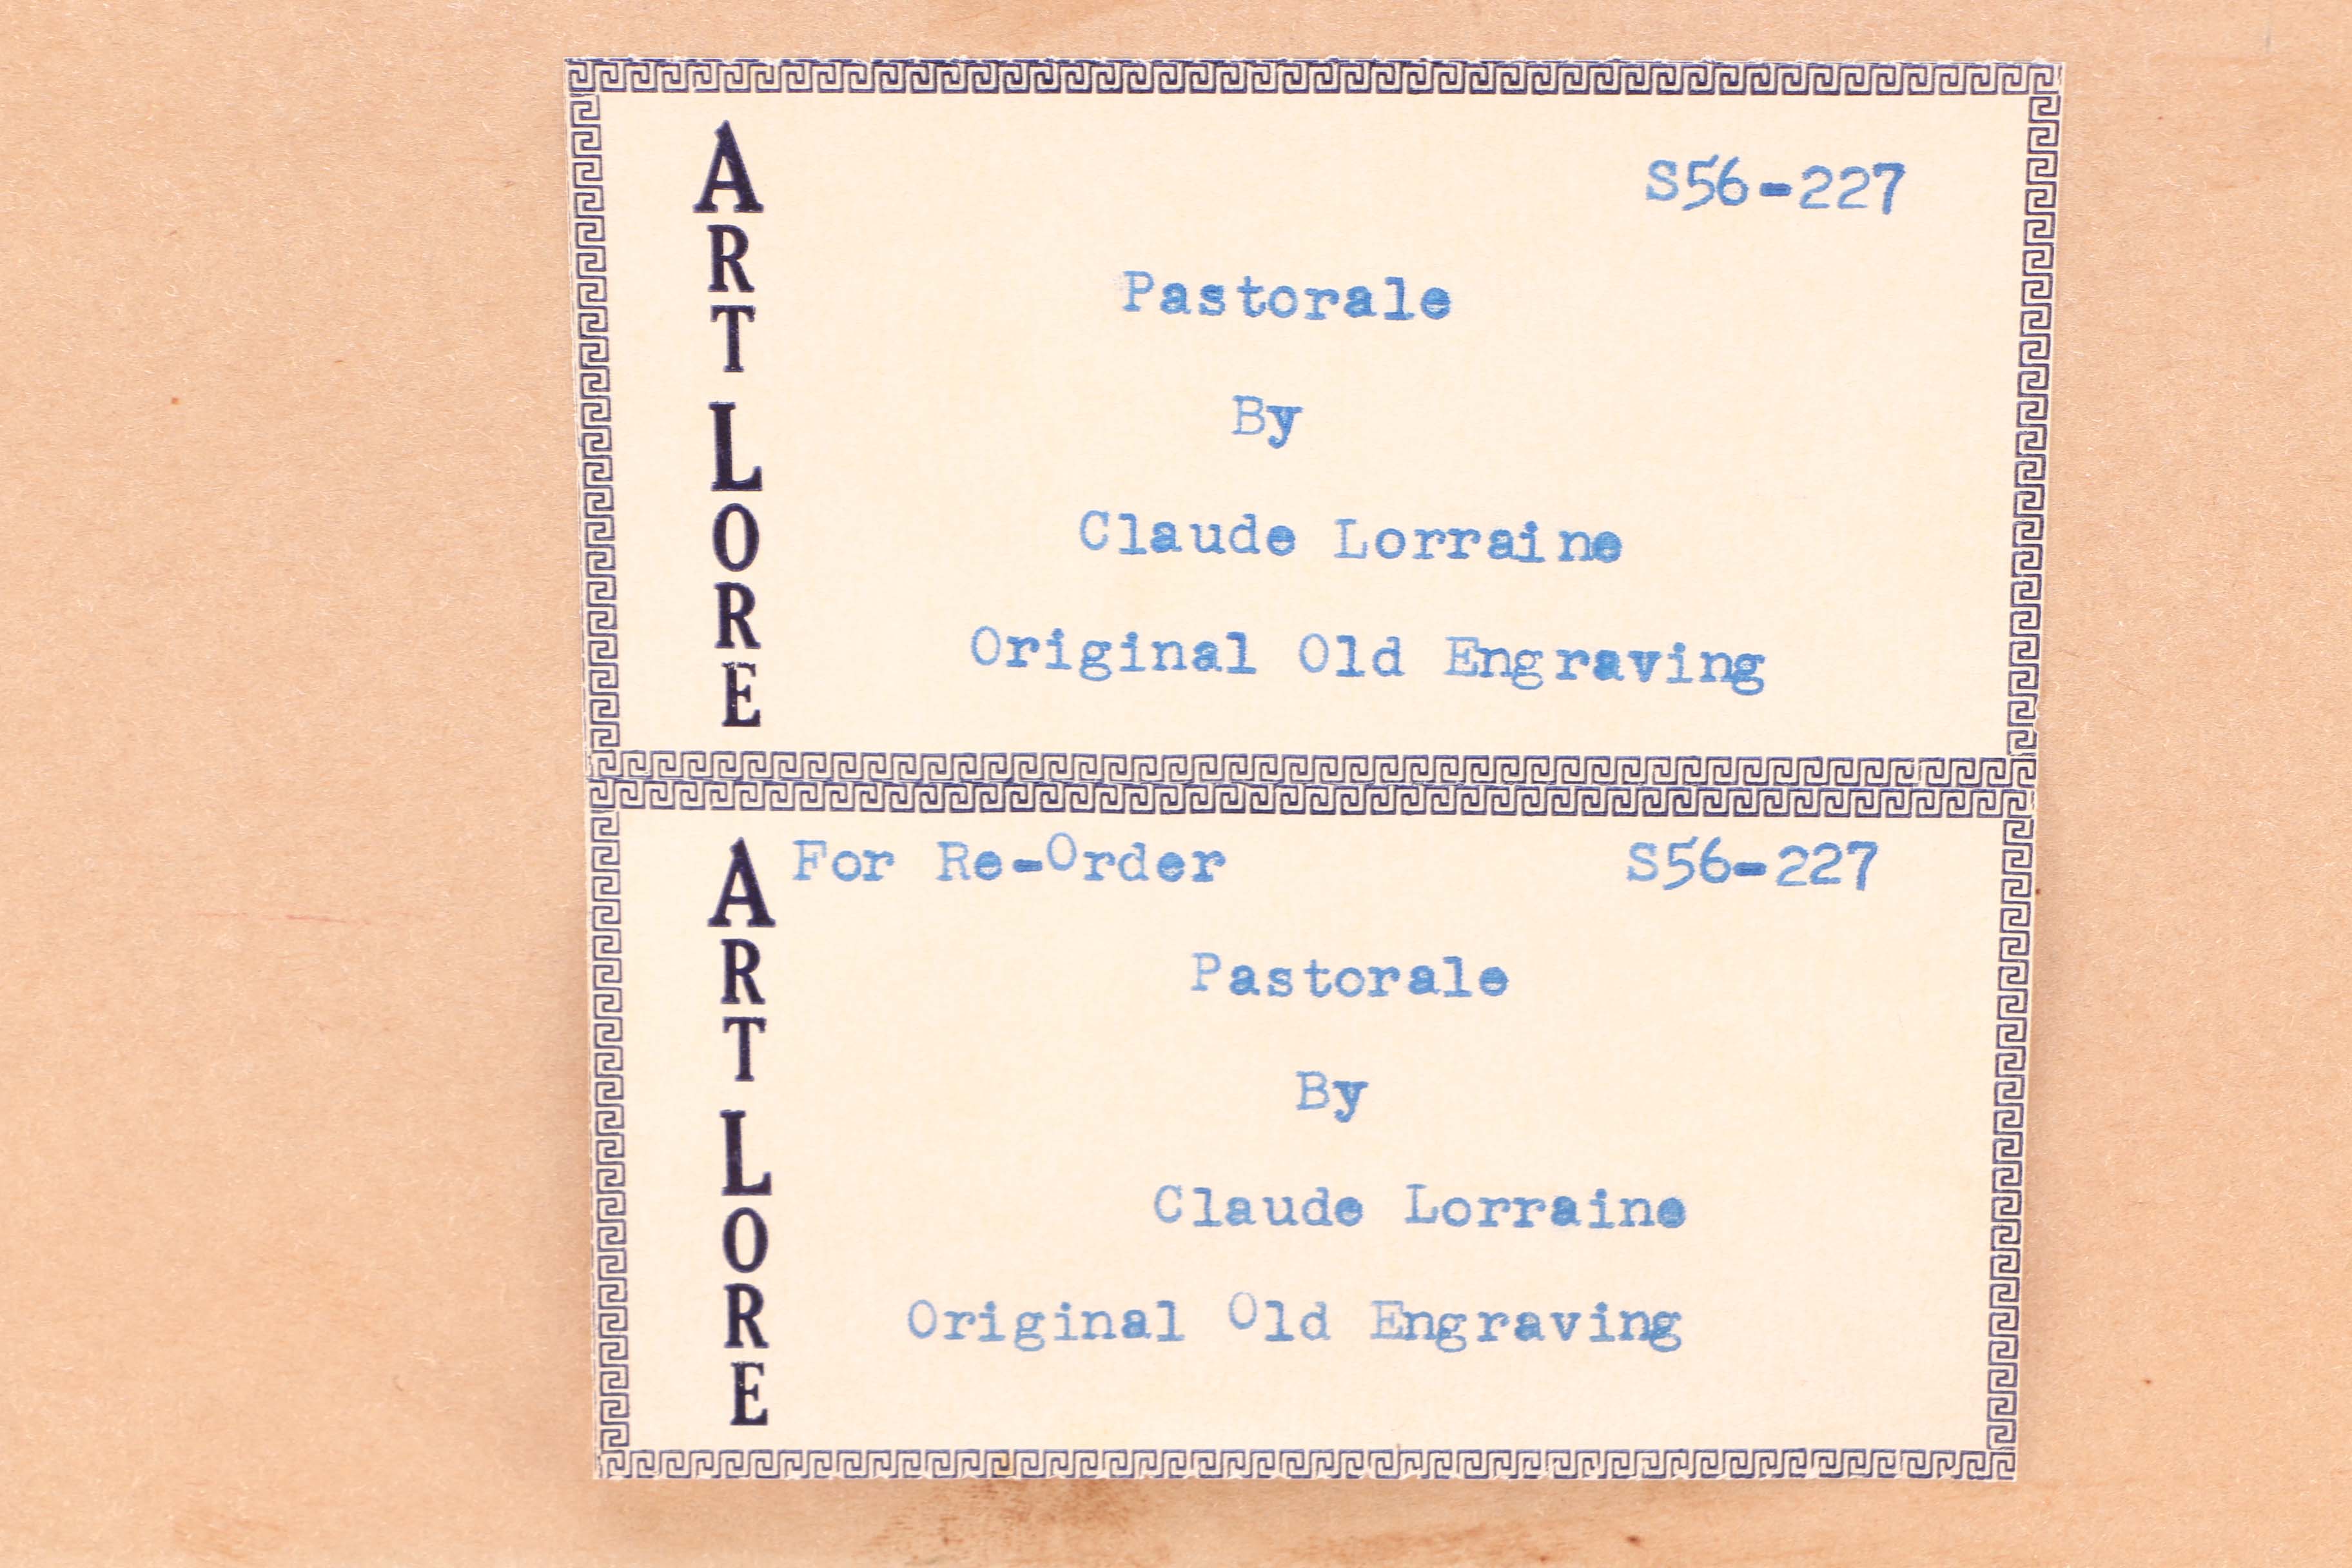 ART LORE
S56-227
Pastorale
By
Claude Lorraine
Original Old Engraving
ART LORE
For Re-Order S56-227
Pastorale
By
Claude Lorraine
Original Old Engraving